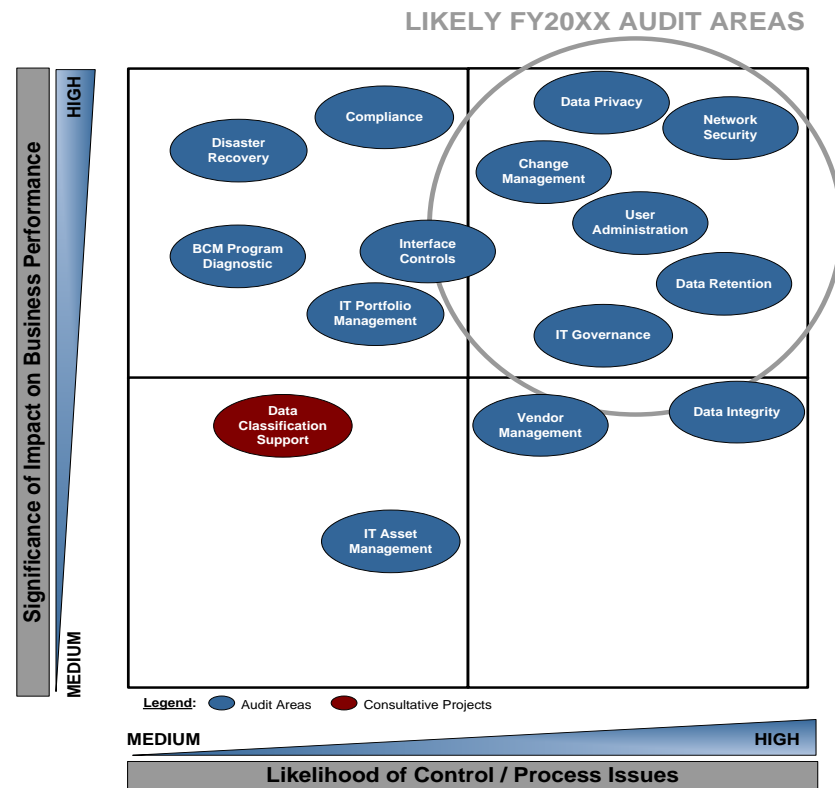 LIKELY FY20XX AUDIT AREAS
HIGH
Significance of Impact on Business Performance
MEDIUM
Compliance
Disaster
Recovery
Data Privacy
Network
Security
Change
Management
User
Administration
BCM Program
Diagnostic
Interface
Controls
Data Retention
IT Portfolio
Management
IT Governance
Data
Classification
Support
Vendor
Management
Data Integrity
IT Asset
Management
Legend: Audit Areas Consultative Projects
MEDIUM HIGH
Likelihood of Control / Process Issues